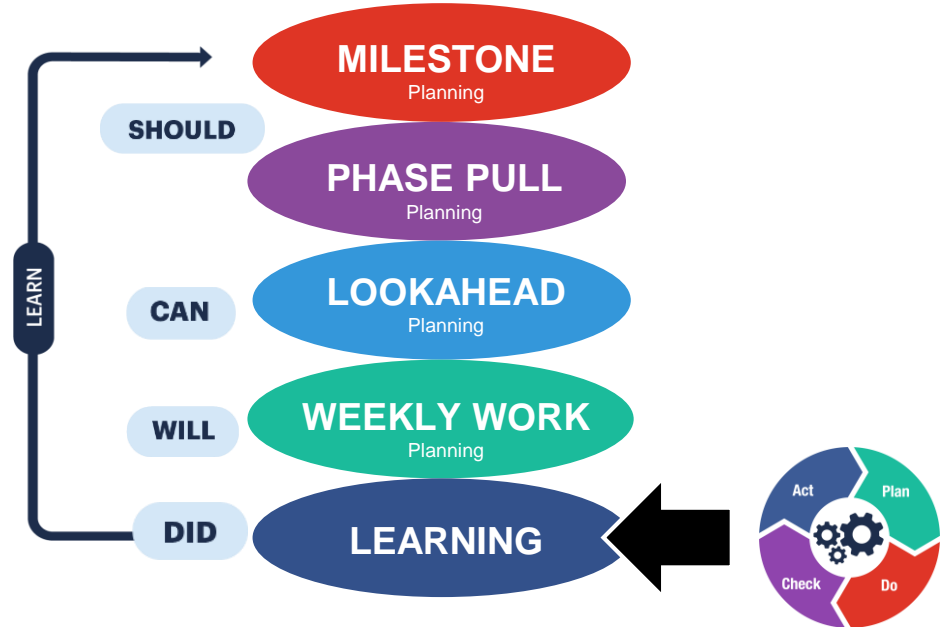 MILESTONE
Planning
SHOULD
PHASE PULL
Planning
LEARN
CAN
LOOKAHEAD
Planning
WILL
WEEKLY WORK
Planning
DID
LEARNING
Act
Plan
Check
Do